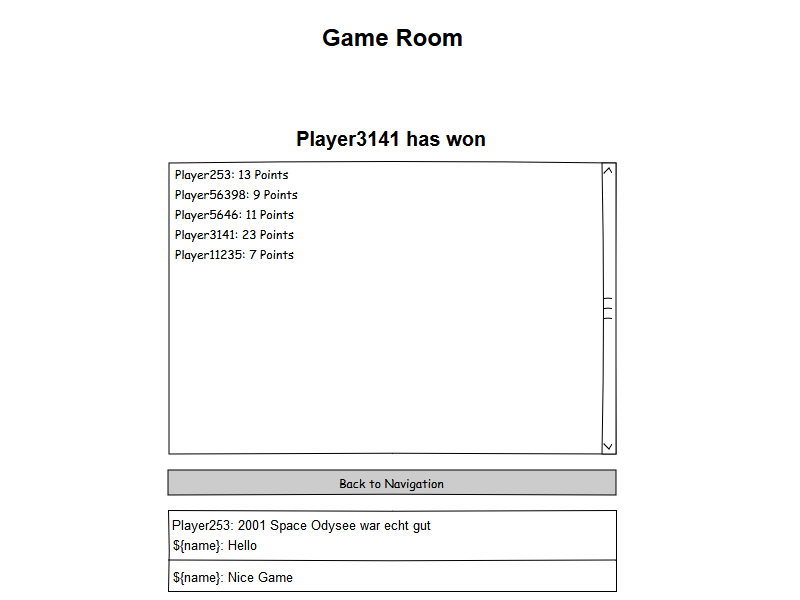 Game Room
Player3141 has won
Player253: 13 Points
Player56398: 9 Points
Player5646: 11 Points
Player3141: 23 Points
Player11235: 7 Points
Back to Navigation
Player253: 2001 Space Odysee war echt gut
${name}: Hello
${name}: Nice Game